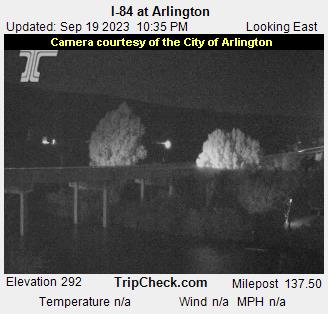 I-84 at Arlington
Updated: Sep 19 2023 10:35 PM Looking East
Camera courtesy of the City of Arlington
Elevation 292 TripCheck.com Milepost 137.50
Temperature n/a Wind n/a MPH n/a